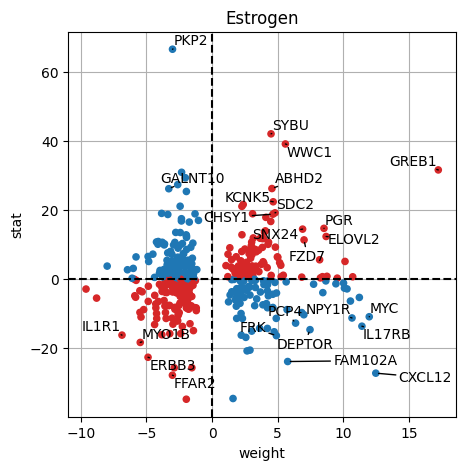 Estrogen
PKP2
SYBU
WWC1
GREB1
GALNT10
ABHD2
KCNK5
SDC2
CHSY1
PGR
SNX24
ELOVL2
FZD7
PCP4
NPY1R
MYC
IL1R1
MYO1B
FRK
IL17RB
DEPTOR
ERBB3
FAM102A
FFAR2
CXCL12
60
40
20
0
−20
stat
−10
−5
0
5
10
15
weight